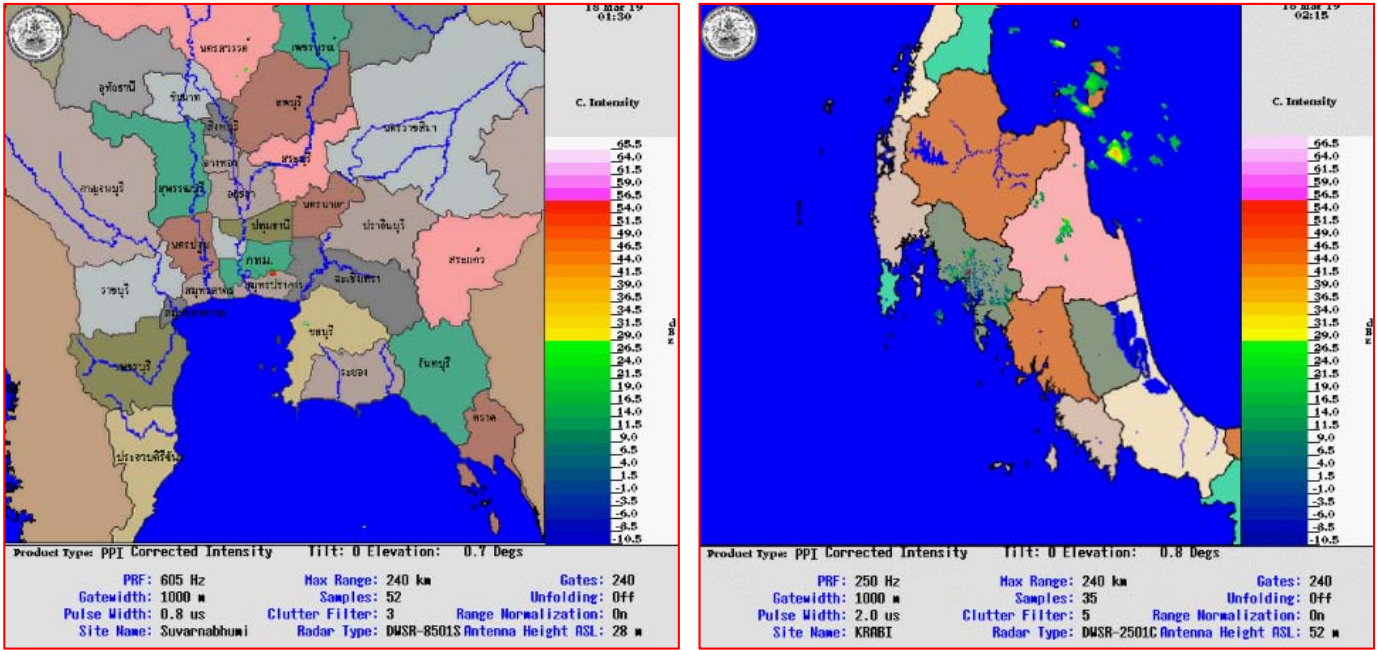 18 Mar 19
01:30
C. Intensity
65.5
64.0
61.5
59.0
56.5
54.0
51.5
49.0
46.5
44.0
41.5
39.0
36.5
34.0
31.5
29.0
26.5
24.0
21.5
19.0
16.5
14.0
11.5
9.0
6.5
4.0
1.5
-1.0
-3.5
-6.0
-8.5
-10.5
นครสวรรค์
เพชรบูรณ์
อุทัยธานี
ชัยนาท
ลพบุรี
สิงห์บุรี
นครราชสีมา
อ่างทอง
สระบุรี
กาญจนบุรี
สุพรรณบุรี
อยุธยา
นครนายก
ปทุมธานี
ปราจีนบุรี
นครปฐม
กทม.
สระแก้ว
ฉะเชิงเทรา
ราชบุรี
สมุทรสาคร
สมุทรปราการ
ชลบุรี
เพชรบุรี
ระยอง
จันทบุรี
ตราด
ประจวบคีรีขันธ์
Product Type: PPI Corrected Intensity Tilt: 0 Elevation: 0.7 Degs
PRF: 605 Hz Max Range: 240 km Gates: 240
Gatewidth: 1000 m Samples: 52 Unfolding: Off
Pulse Width: 0.8 us Clutter Filter: 3 Range Normalization: On
Site Name: Suvarnabhumi Radar Type: DWSR-8501S Antenna Height ASL: 28 m
18 Mar 19
02:15
C. Intensity
66.5
64.0
61.5
59.0
56.5
54.0
51.5
49.0
46.5
44.0
41.5
39.0
36.5
34.0
31.5
29.0
26.5
24.0
21.5
19.0
16.5
14.0
11.5
9.0
6.5
4.0
1.5
-1.0
-3.5
-6.0
-8.5
-10.5
Product Type: PPI Corrected Intensity Tilt: 0 Elevation: 0.8 Degs
PRF: 250 Hz Max Range: 240 km Gates: 240
Gatewidth: 1000 m Samples: 35 Unfolding: Off
Pulse Width: 2.0 us Clutter Filter: 5 Range Normalization: On
Site Name: KRABI Radar Type: DWSR-2501C Antenna Height ASL: 52 m